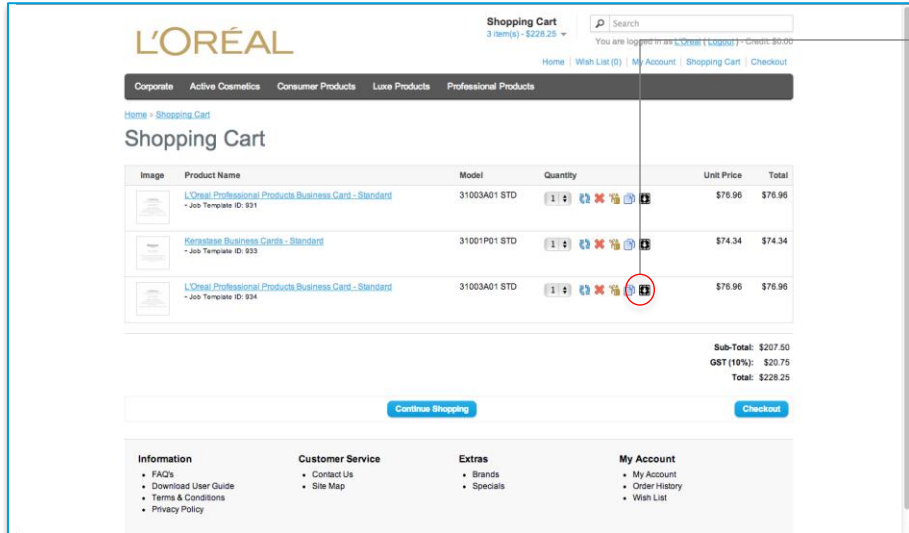 L'ORÉAL
Shopping Cart
3 item(s) - $228.25
Search
You are logged in as L'Oreal ( Logout ) - Credit: $0.00
Home | Wish List (0) | My Account | Shopping Cart | Checkout
Corporate Active Cosmetics Consumer Products Luxe Products Professional Products
Home » Shopping Cart
Shopping Cart
Image Product Name Model Quantity Unit Price Total
L'Oreal Professional Products Business Card - Standard 31003A01 STD 1 $76.96 $76.96
- Job Template ID: 931
Kerastase Business Cards - Standard 31001P01 STD 1 $74.34 $74.34
- Job Template ID: 933
L'Oreal Professional Products Business Card - Standard 31003A01 STD 1 $76.96 $76.96
- Job Template ID: 934
Sub-Total: $207.50
GST (10%): $20.75
Total: $228.25
Continue Shopping Checkout
Information Customer Service Extras My Account
• FAQ's • Contact Us • Brands • My Account
• Download User Guide • Site Map • Specials • Order History
• Terms & Conditions • Wish List
• Privacy Policy